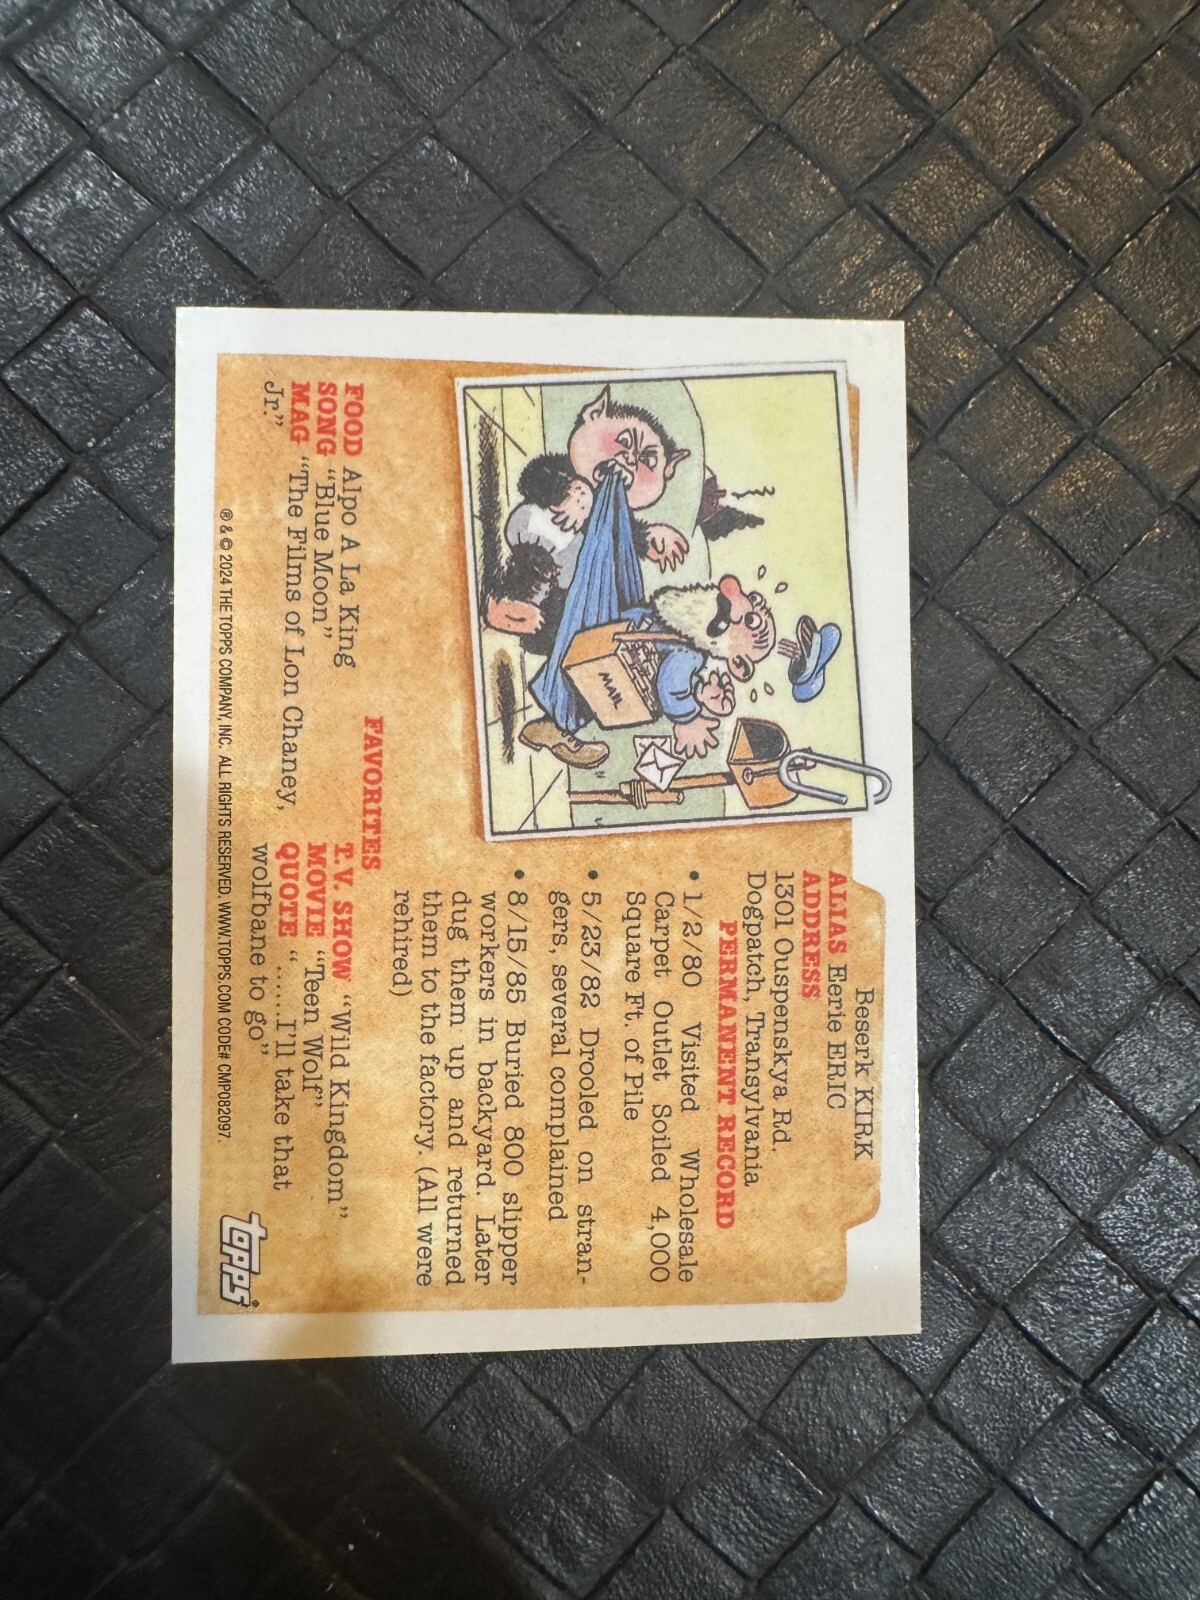 Beserk KIRK
ALIAS Eerie ERIC
ADDRESS
1301 Ouspenskya Rd.
Dogpatch, Transylvania
PERMANENT RECORD
• 1/2/80 Visited Wholesale
Carpet Outlet Soiled 4,000
Square Ft. of Pile
• 5/23/82 Drooled on stran-
gers, several complained
• 8/15/85 Buried 800 slipper
workers in backyard. Later
dug them up and returned
them to the factory. (All were
rehired)
MAIL
FAVORITES
FOOD Alpo A La King
SONG "Blue Moon"
MAG "The Films of Lon Chaney,
Jr."
T.V. SHOW "Wild Kingdom"
MOVIE "Teen Wolf"
QUOTE "......I'll take that
wolfbane to go"
® & © 2024 THE TOPPS COMPANY, INC. ALL RIGHTS RESERVED. WWW.TOPPS.COM CODE# CMP082097.
topps®